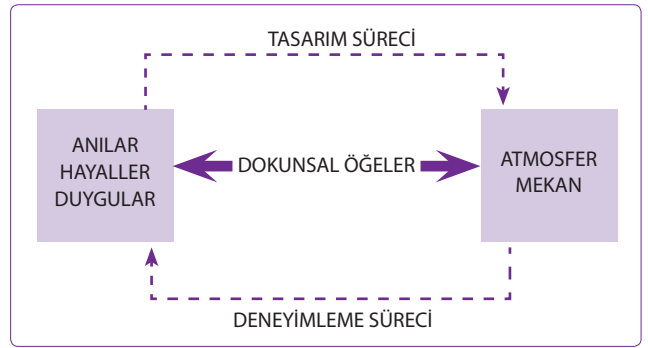 TASARIM SÜRECİ
ANILAR
HAYALLER
DUYGULAR
DOKUNSAL ÖĞELER
ATMOSFER
MEKAN
DENEYİMLEME SÜRECİ